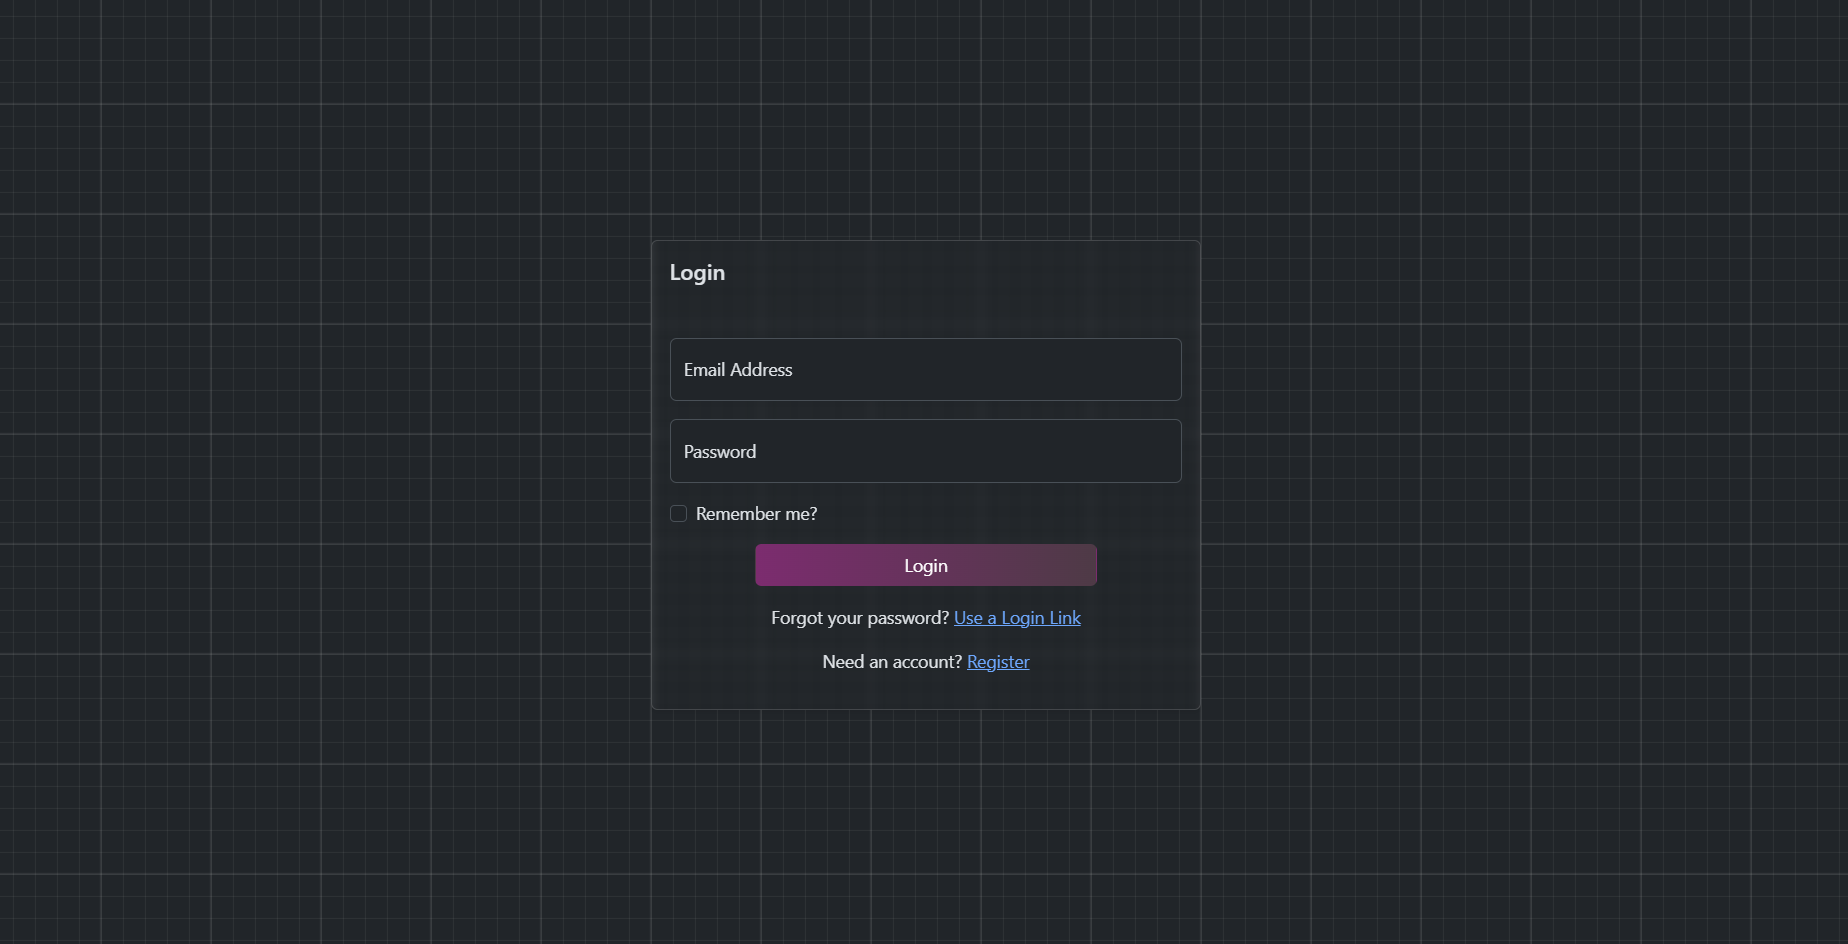 Login
Email Address
Password
Remember me?
Login
Forgot your password? Use a Login Link
Need an account? Register